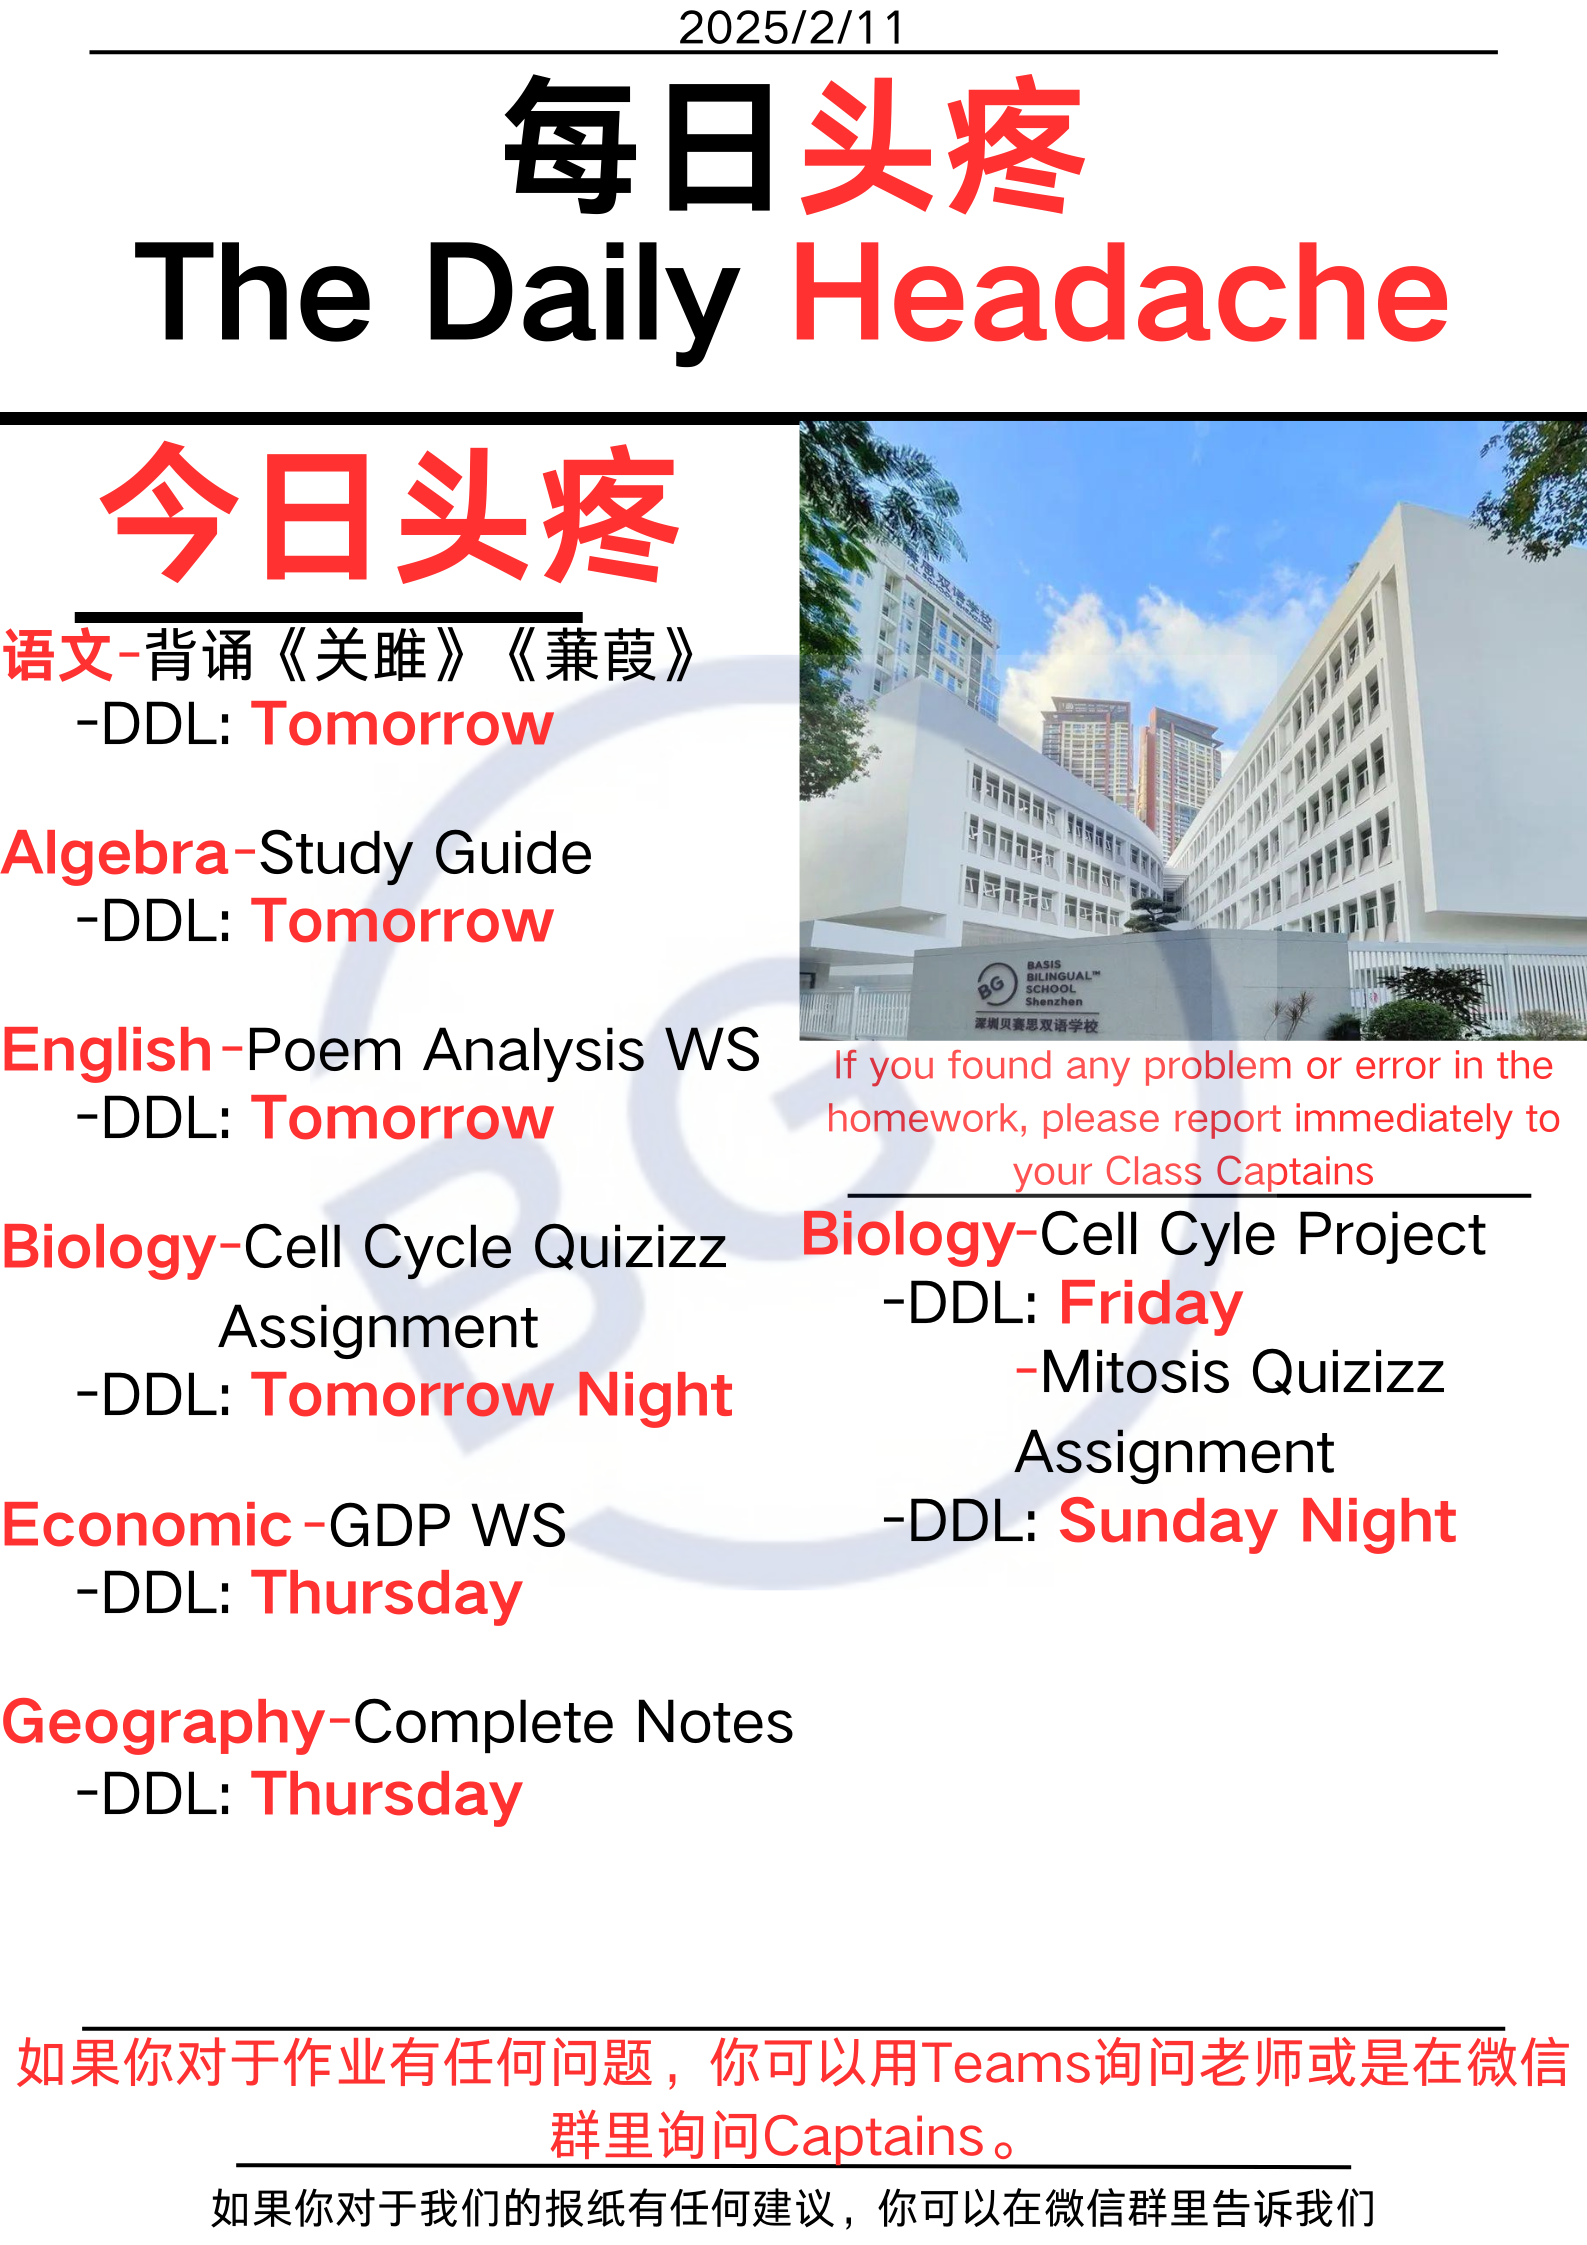 2025/2/11
每日头疼
The Daily Headache
今日头疼
语文-背诵《关雎》《蒹葭》
-DDL: Tomorrow
Algebra-Study Guide
-DDL: Tomorrow
English-Poem Analysis WS
-DDL: Tomorrow
Biology-Cell Cycle Quizizz
Assignment
-DDL: Tomorrow Night
Economic-GDP WS
-DDL: Thursday
Geography-Complete Notes
-DDL: Thursday
BG
思双语学校
BG
BASIS
BILINGUAL™
SCHOOL
Shenzhen
深圳贝赛思双语学校
If you found any problem or error in the
homework, please report immediately to
your Class Captains
Biology-Cell Cyle Project
-DDL: Friday
-Mitosis Quizizz
Assignment
-DDL: Sunday Night
如果你对于作业有任何问题，你可以用Teams询问老师或是在微信
群里询问Captains。
如果你对于我们的报纸有任何建议，你可以在微信群里告诉我们